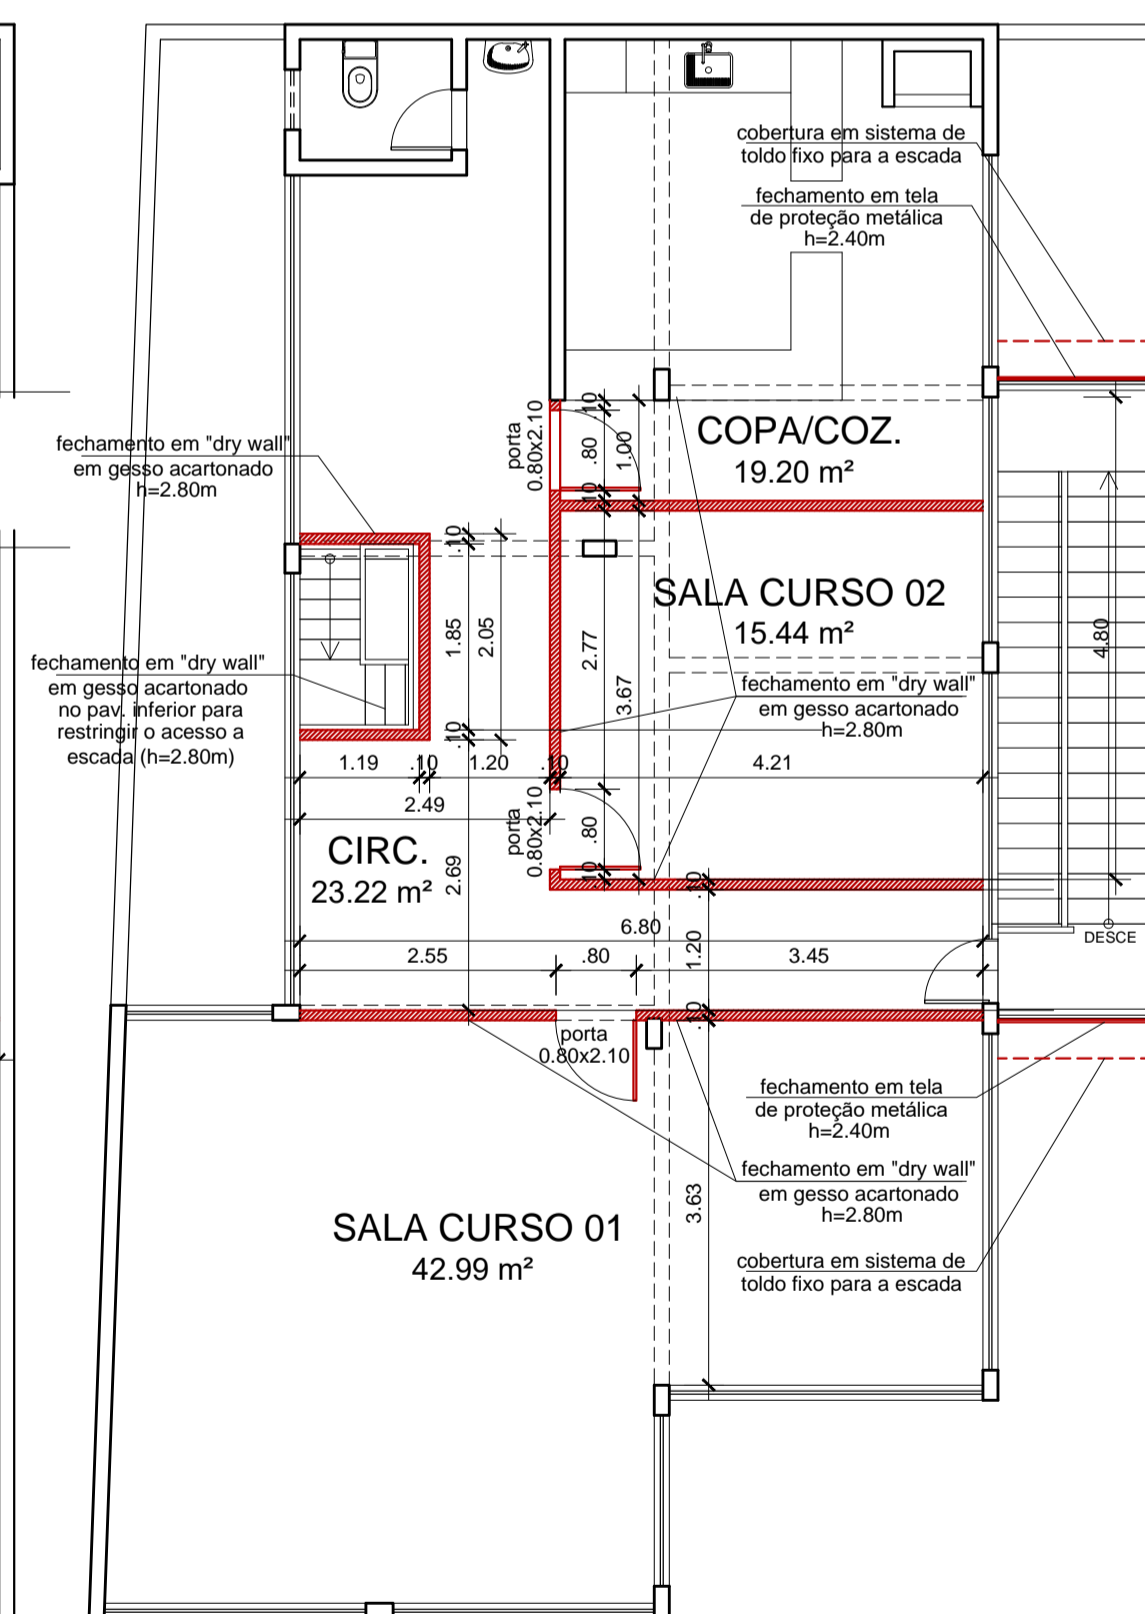 cobertura em sistema de
toldo fixo para a escada
fechamento em tela
de proteção metálica
h=2.40m
fechamento em "dry wall"
em gesso acartonado
h=2.80m
porta
0.80x2.10
.10
.80
1.00
.10
COPA/COZ.
19.20 m²
.10
1.85
2.05
.10
SALA CURSO 02
15.44 m²
2.77
3.67
4.80
fechamento em "dry wall"
em gesso acartonado
no pav. inferior para
restringir o acesso a
escada (h=2.80m)
fechamento em "dry wall"
em gesso acartonado
h=2.80m
1.19
.10
1.20
.10
4.21
2.49
porta
0.80x2.10
.80
.10
CIRC.
23.22 m²
2.69
.10
6.80
1.20
DESCE
2.55
.80
3.45
.10
porta
0.80x2.10
fechamento em tela
de proteção metálica
h=2.40m
fechamento em "dry wall"
em gesso acartonado
h=2.80m
3.63
SALA CURSO 01
42.99 m²
cobertura em sistema de
toldo fixo para a escada